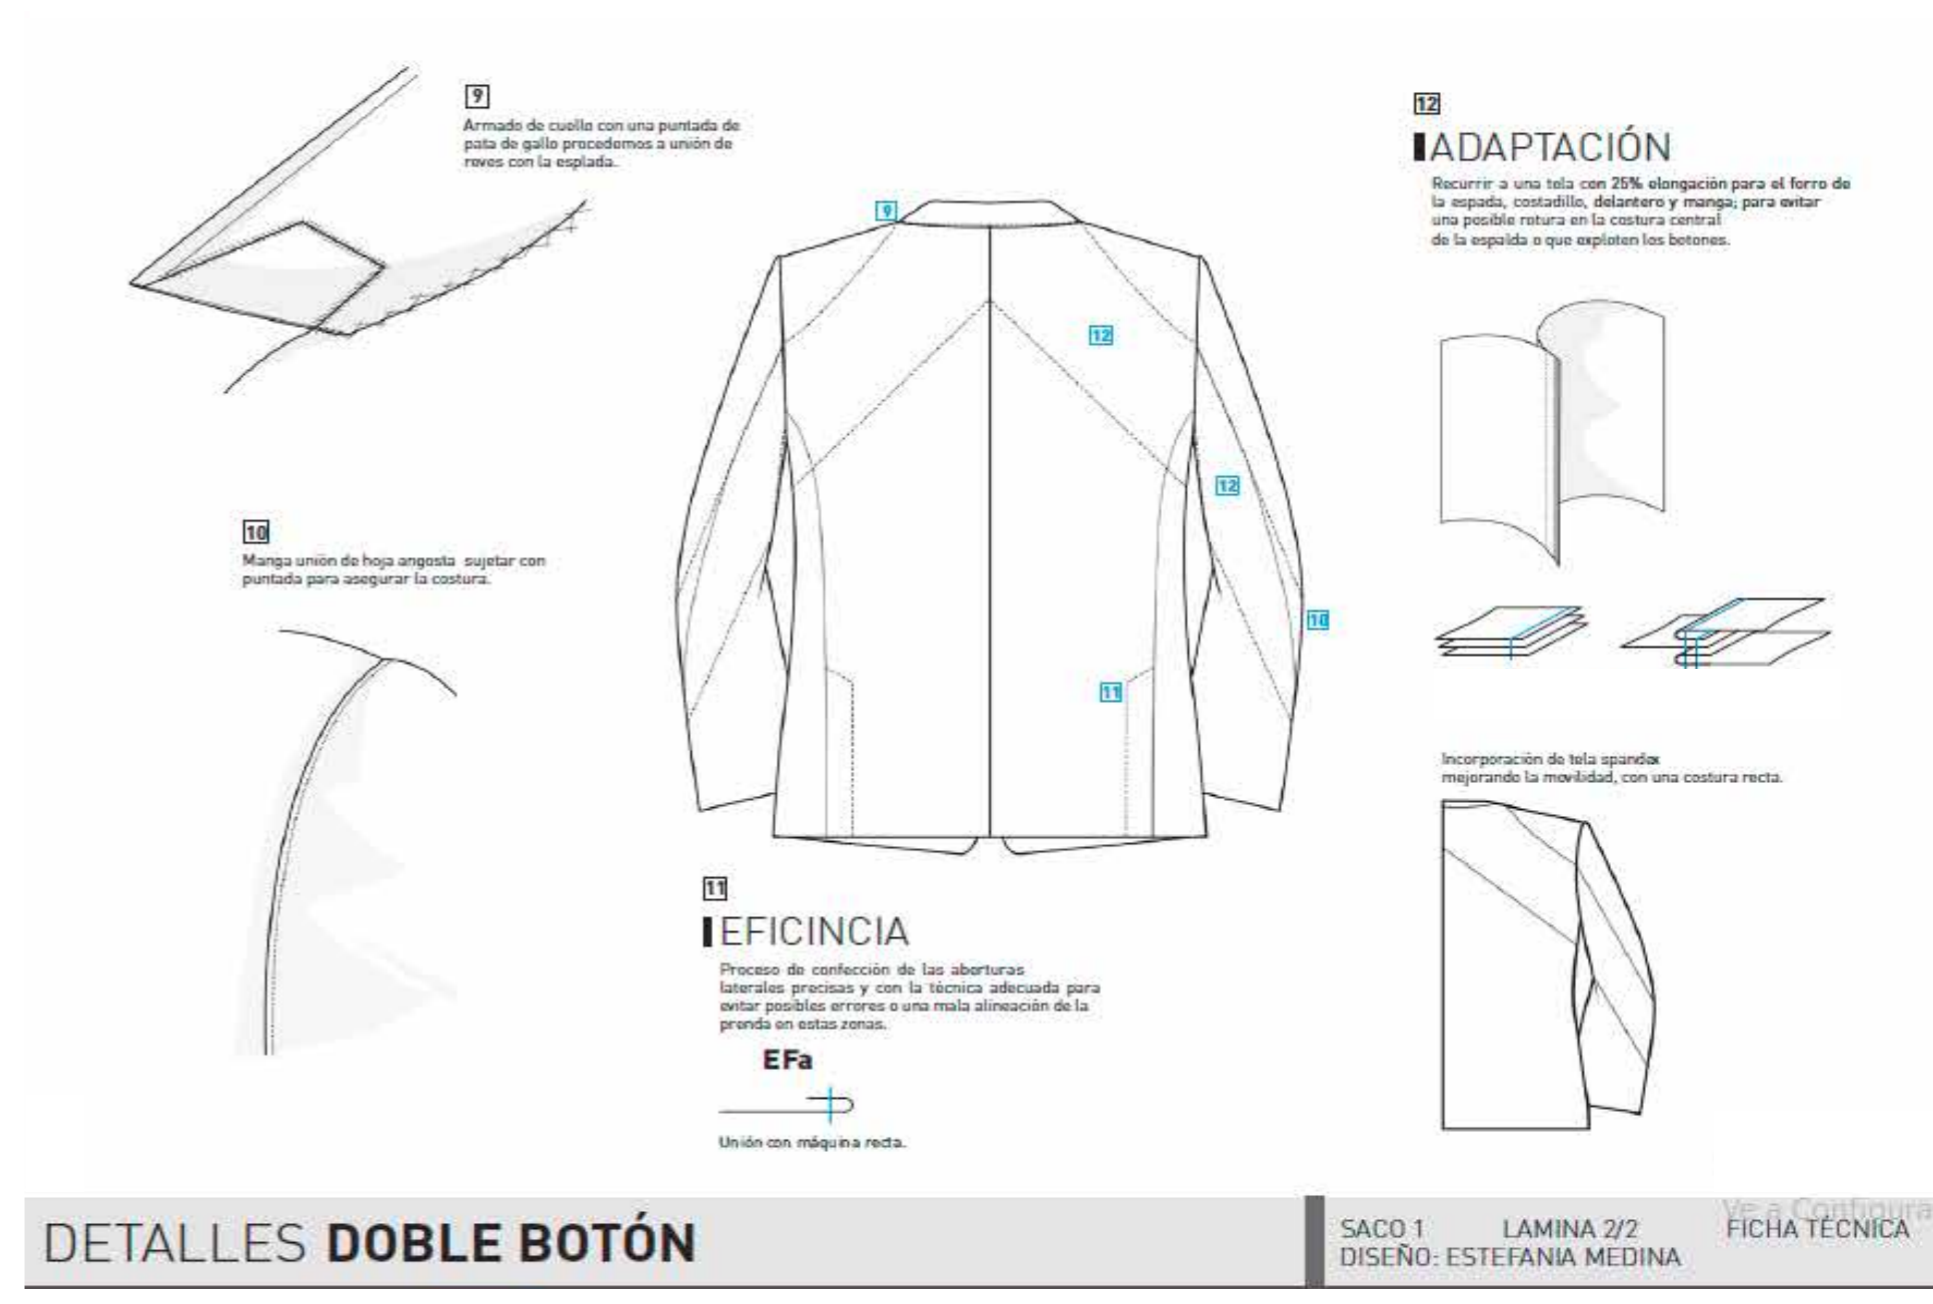 9
Armado de cuello con una puntada de
pata de gallo procedemos a unión de
reves con la esplada.
10
Manga unión de hoja angosta sujetar con
puntada para asegurar la costura.
9
12
12
10
11
11
EFICINCIA
Proceso de confección de las aberturas
laterales precisas y con la técnica adecuada para
evitar posibles errores o una mala alineación de la
prenda en estas zonas.
EFa
Unión con máquina recta.
12
ADAPTACIÓN
Recurrir a una tela con 25% elongación para el forro de
la espada, costadillo, delantero y manga; para evitar
una posible rotura en la costura central
de la espalda o que exploten los botones.
Incorporación de tela spandex
mejorando la movilidad, con una costura recta.
DETALLES DOBLE BOTÓN
SACO 1 LAMINA 2/2 FICHA TÉCNICA
DISEÑO: ESTEFANIA MEDINA
Ve a Configura